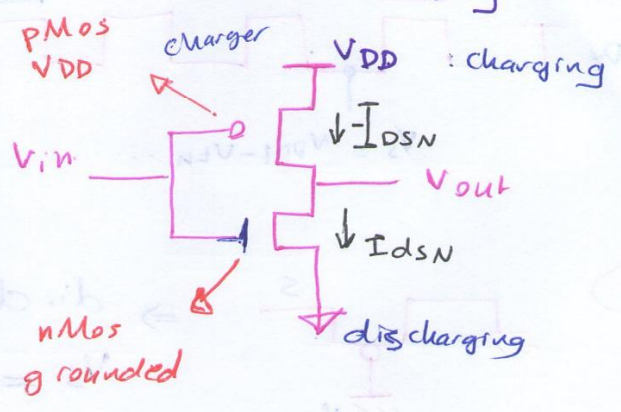 pMos
VDD
charger
VDD
: charging
-IDSN
Vin
Vout
IdsN
nMos
grounded
discharging